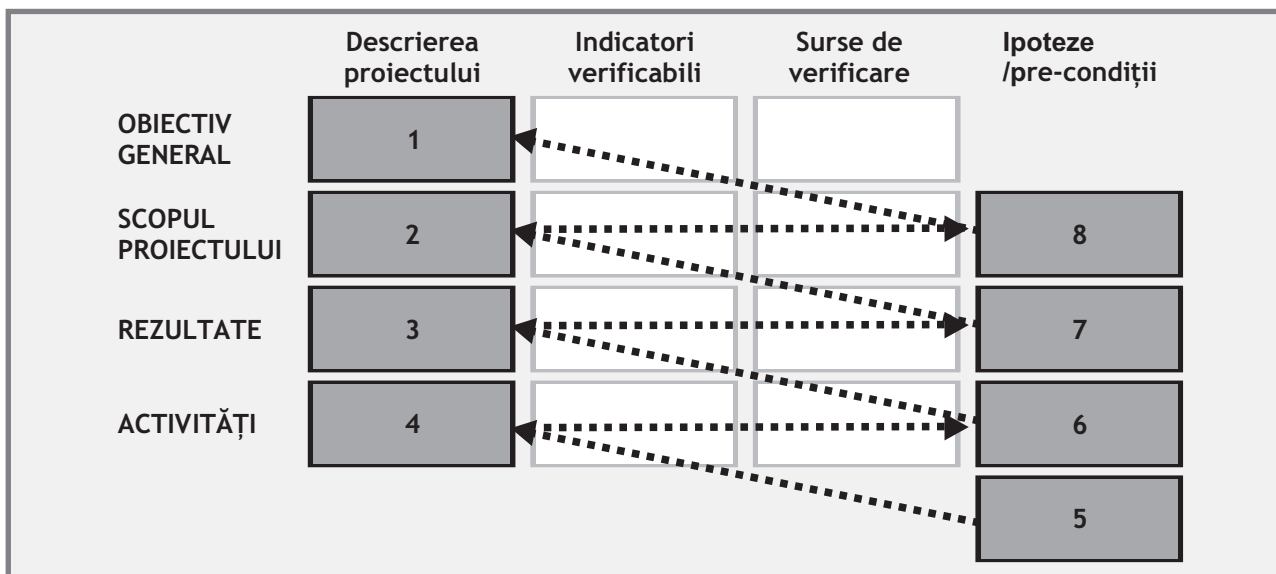 Descrierea
proiectului
Indicatori
verificabili
Surse de
verificare
Ipoteze
/pre-condiții
OBIECTIV
GENERAL
1
SCOPUL
PROIECTULUI
2
8
REZULTATE
3
7
ACTIVITĂȚI
4
6
5